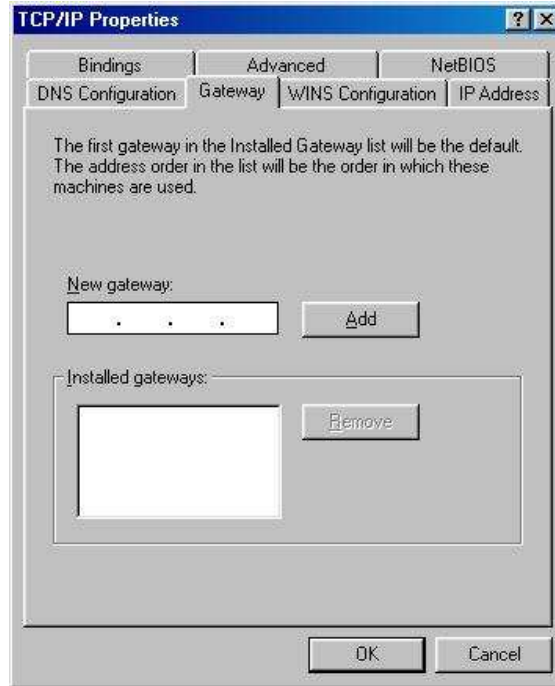 TCP/IP Properties
? X
Bindings Advanced NetBIOS
DNS Configuration Gateway WINS Configuration IP Address
The first gateway in the Installed Gateway list will be the default.
The address order in the list will be the order in which these
machines are used.
New gateway:
. . .
Add
Installed gateways:
Remove
OK Cancel